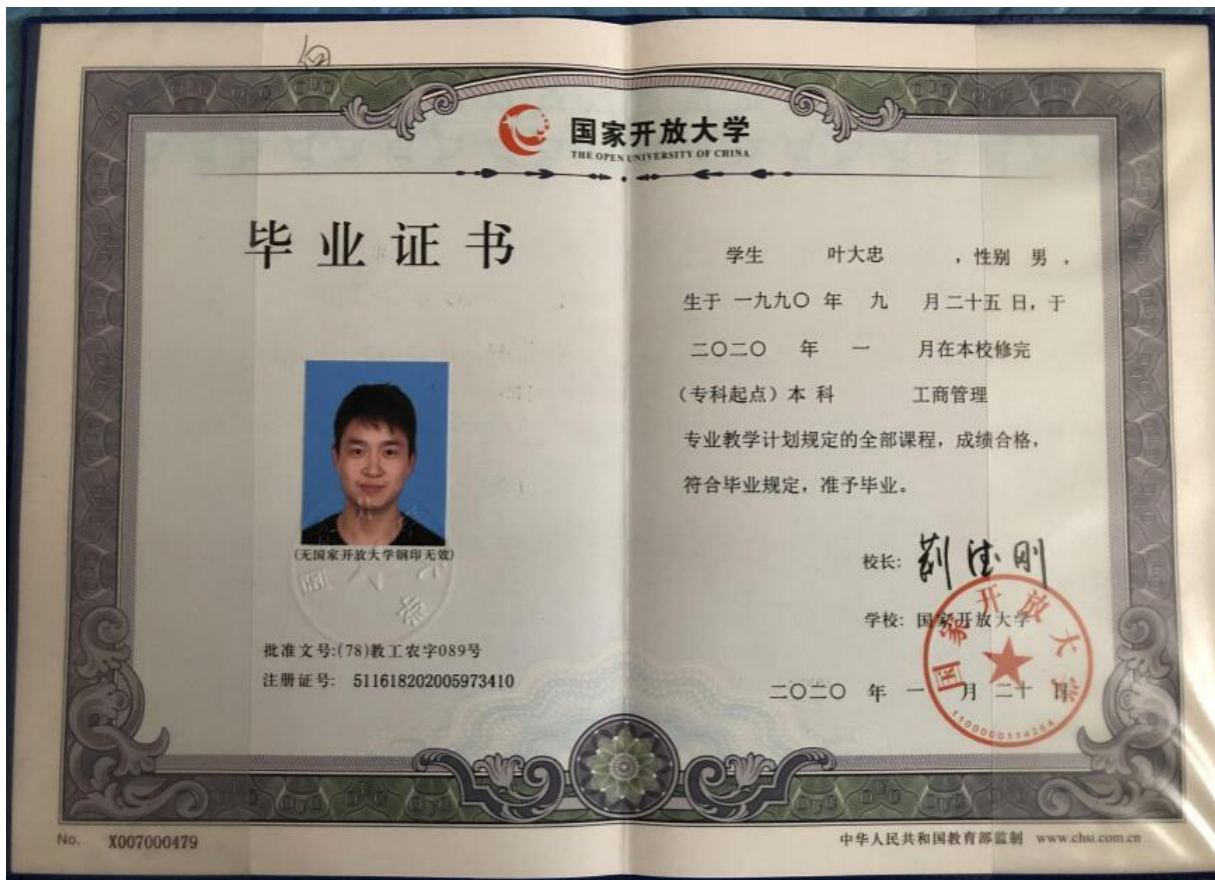 国家开放大学
THE OPEN UNIVERSITY OF CHINA
毕业证书
(无国家开放大学钢印无效)
批准文号:(78)教工农字089号
注册证号: 511618202005973410
学生 叶大忠 , 性别 男 ,
生于 一九九〇 年 九 月二十五 日, 于
二〇二〇 年 一 月在本校修完
(专科起点)本科 工商管理
专业教学计划规定的全部课程, 成绩合格,
符合毕业规定, 准予毕业。
校长:
学校: 国家开放大学
二〇二〇 年 一 月 二十 日
国家开放大学
1100000114264
No. X007000479
中华人民共和国教育部监制 www.chsi.com.cn